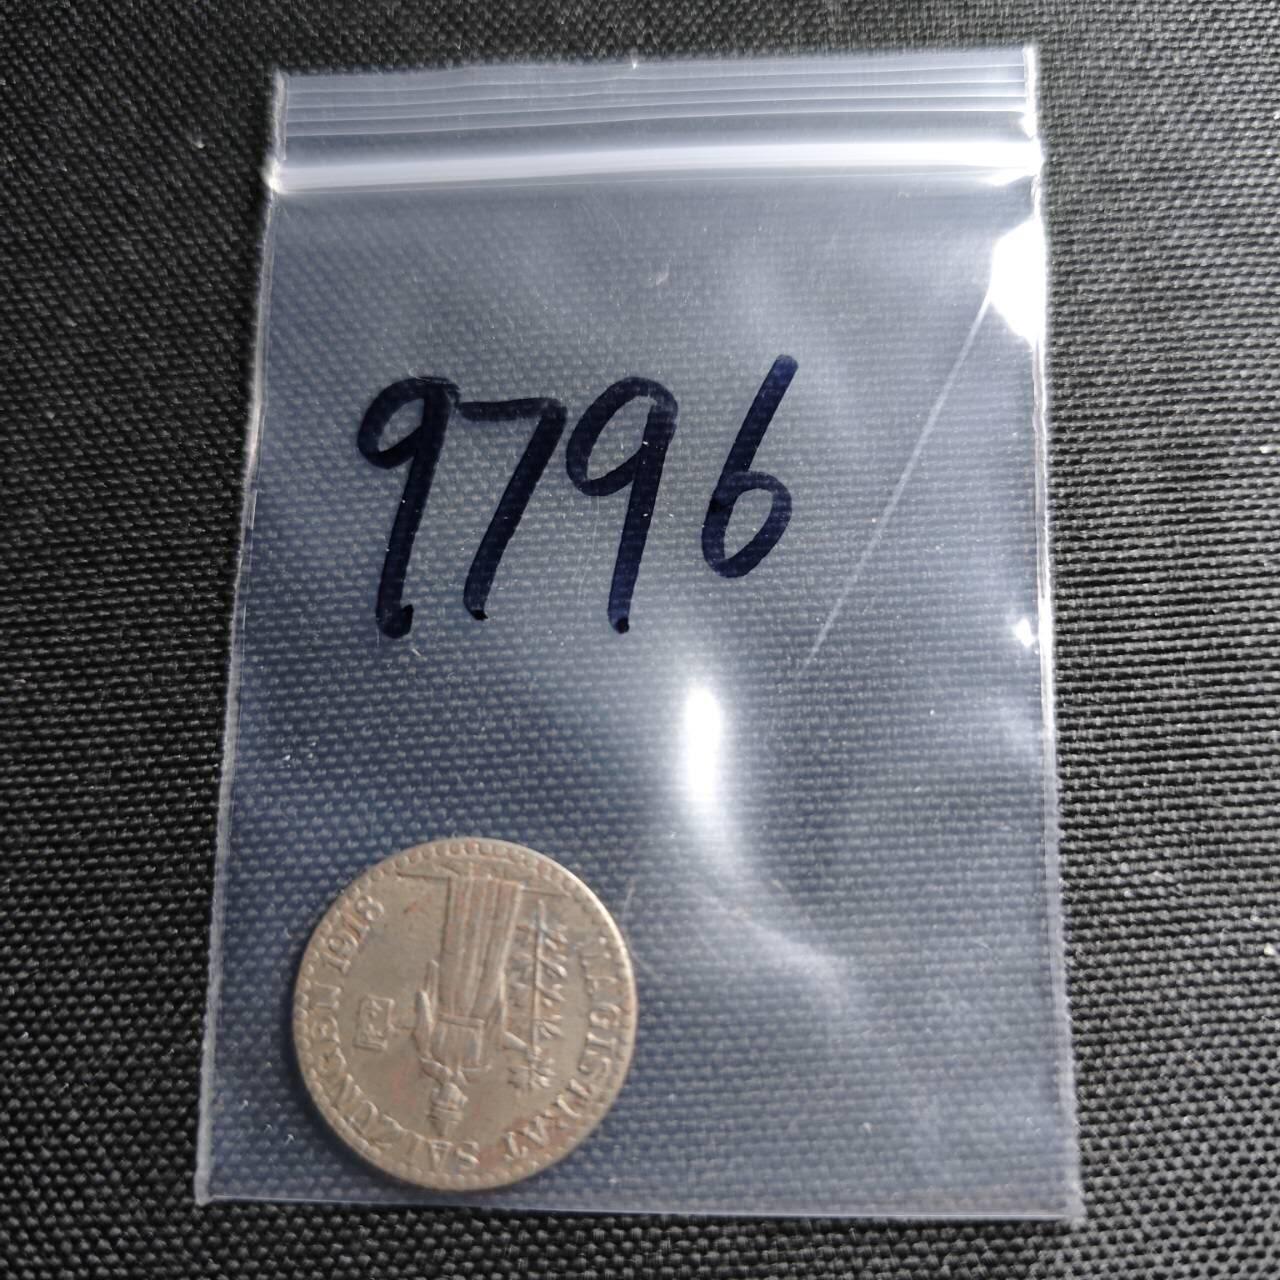 9796
MAGISTRAT SALZUNGEN 1918